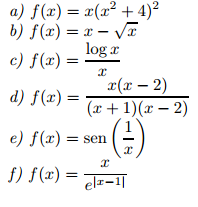 a) f(x) = x(x² + 4)²
b) f(x) = x − √x
c) f(x) = log x / x
d) f(x) = x(x − 2) / (x + 1)(x − 2)
e) f(x) = sen (1/x)
f) f(x) = x / e^|x−1|